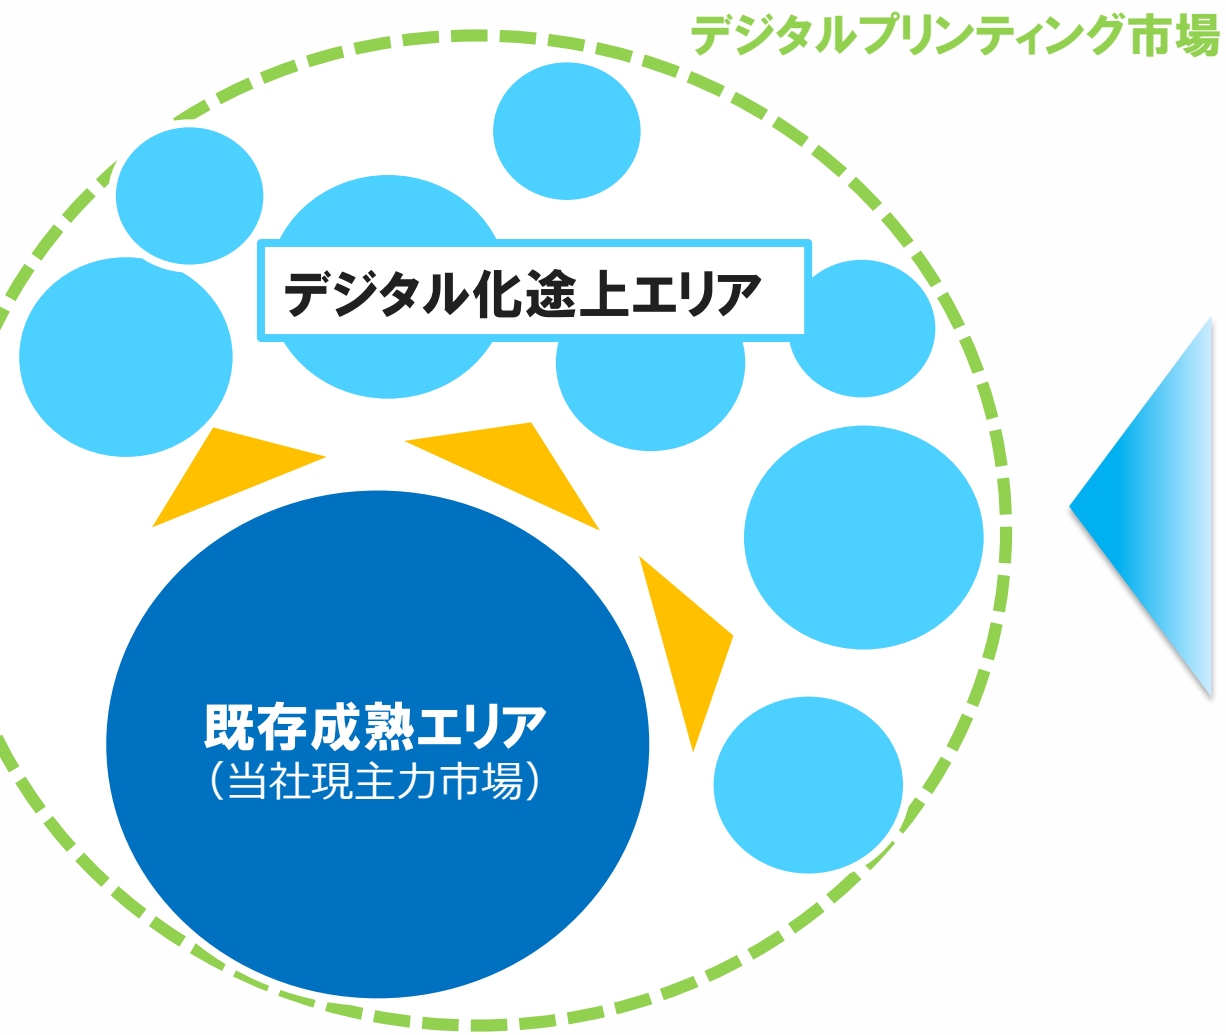 デジタルプリンティング市場
デジタル化途上エリア
既存成熟エリア
（当社現主力市場）